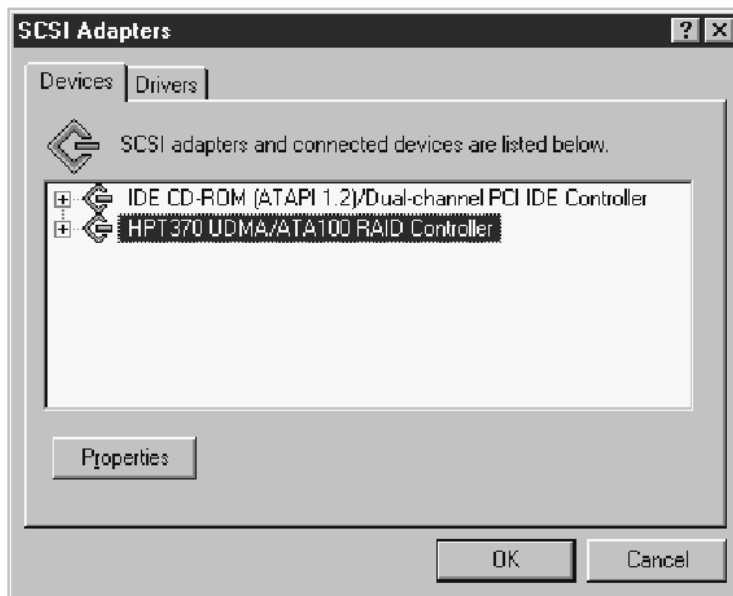 SCSI Adapters
Devices Drivers
SCSI adapters and connected devices are listed below.
IDE CD-ROM (ATAPI 1.2)/Dual-channel PCI IDE Controller
HPT370 UDMA/ATA100 RAID Controller
Properties
OK Cancel